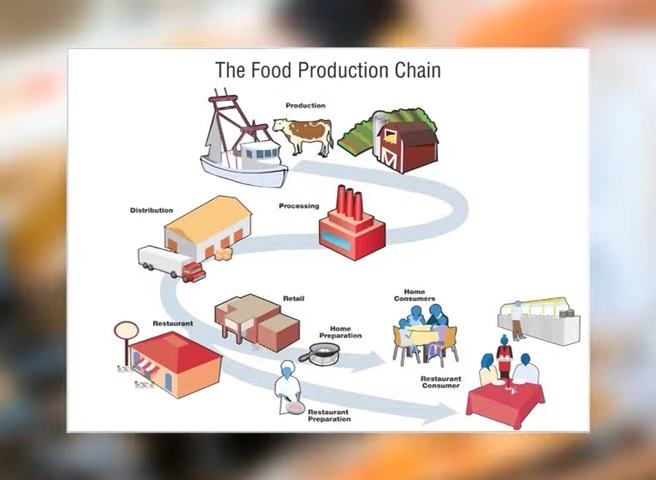 The Food Production Chain
Production
Distribution
Processing
Retail
Home
Consumers
Restaurant
Home
Preparation
Restaurant
Consumer
Restaurant
Preparation